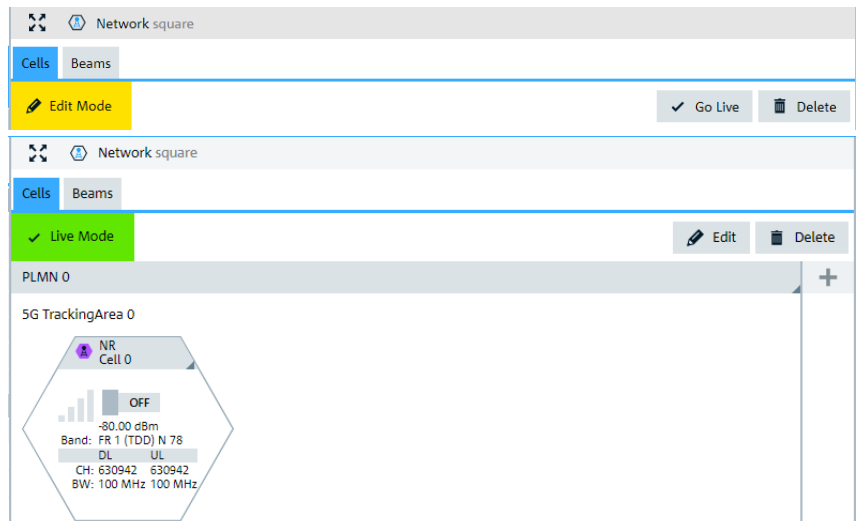 Network square
Cells Beams
Edit Mode Go Live Delete
Network square
Cells Beams
Live Mode Edit Delete
PLMN 0
5G TrackingArea 0
NR
Cell 0
OFF
-80.00 dBm
Band: FR 1 (TDD) N 78
DL UL
CH: 630942 630942
BW: 100 MHz 100 MHz